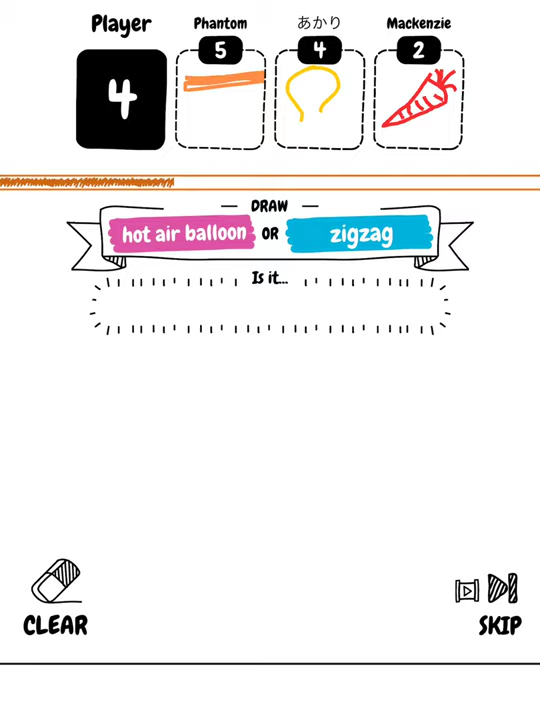 Player
Phantom
あかり
Mackenzie
4
5
4
2
DRAW
hot air balloon OR zigzag
Is it...
CLEAR
SKIP